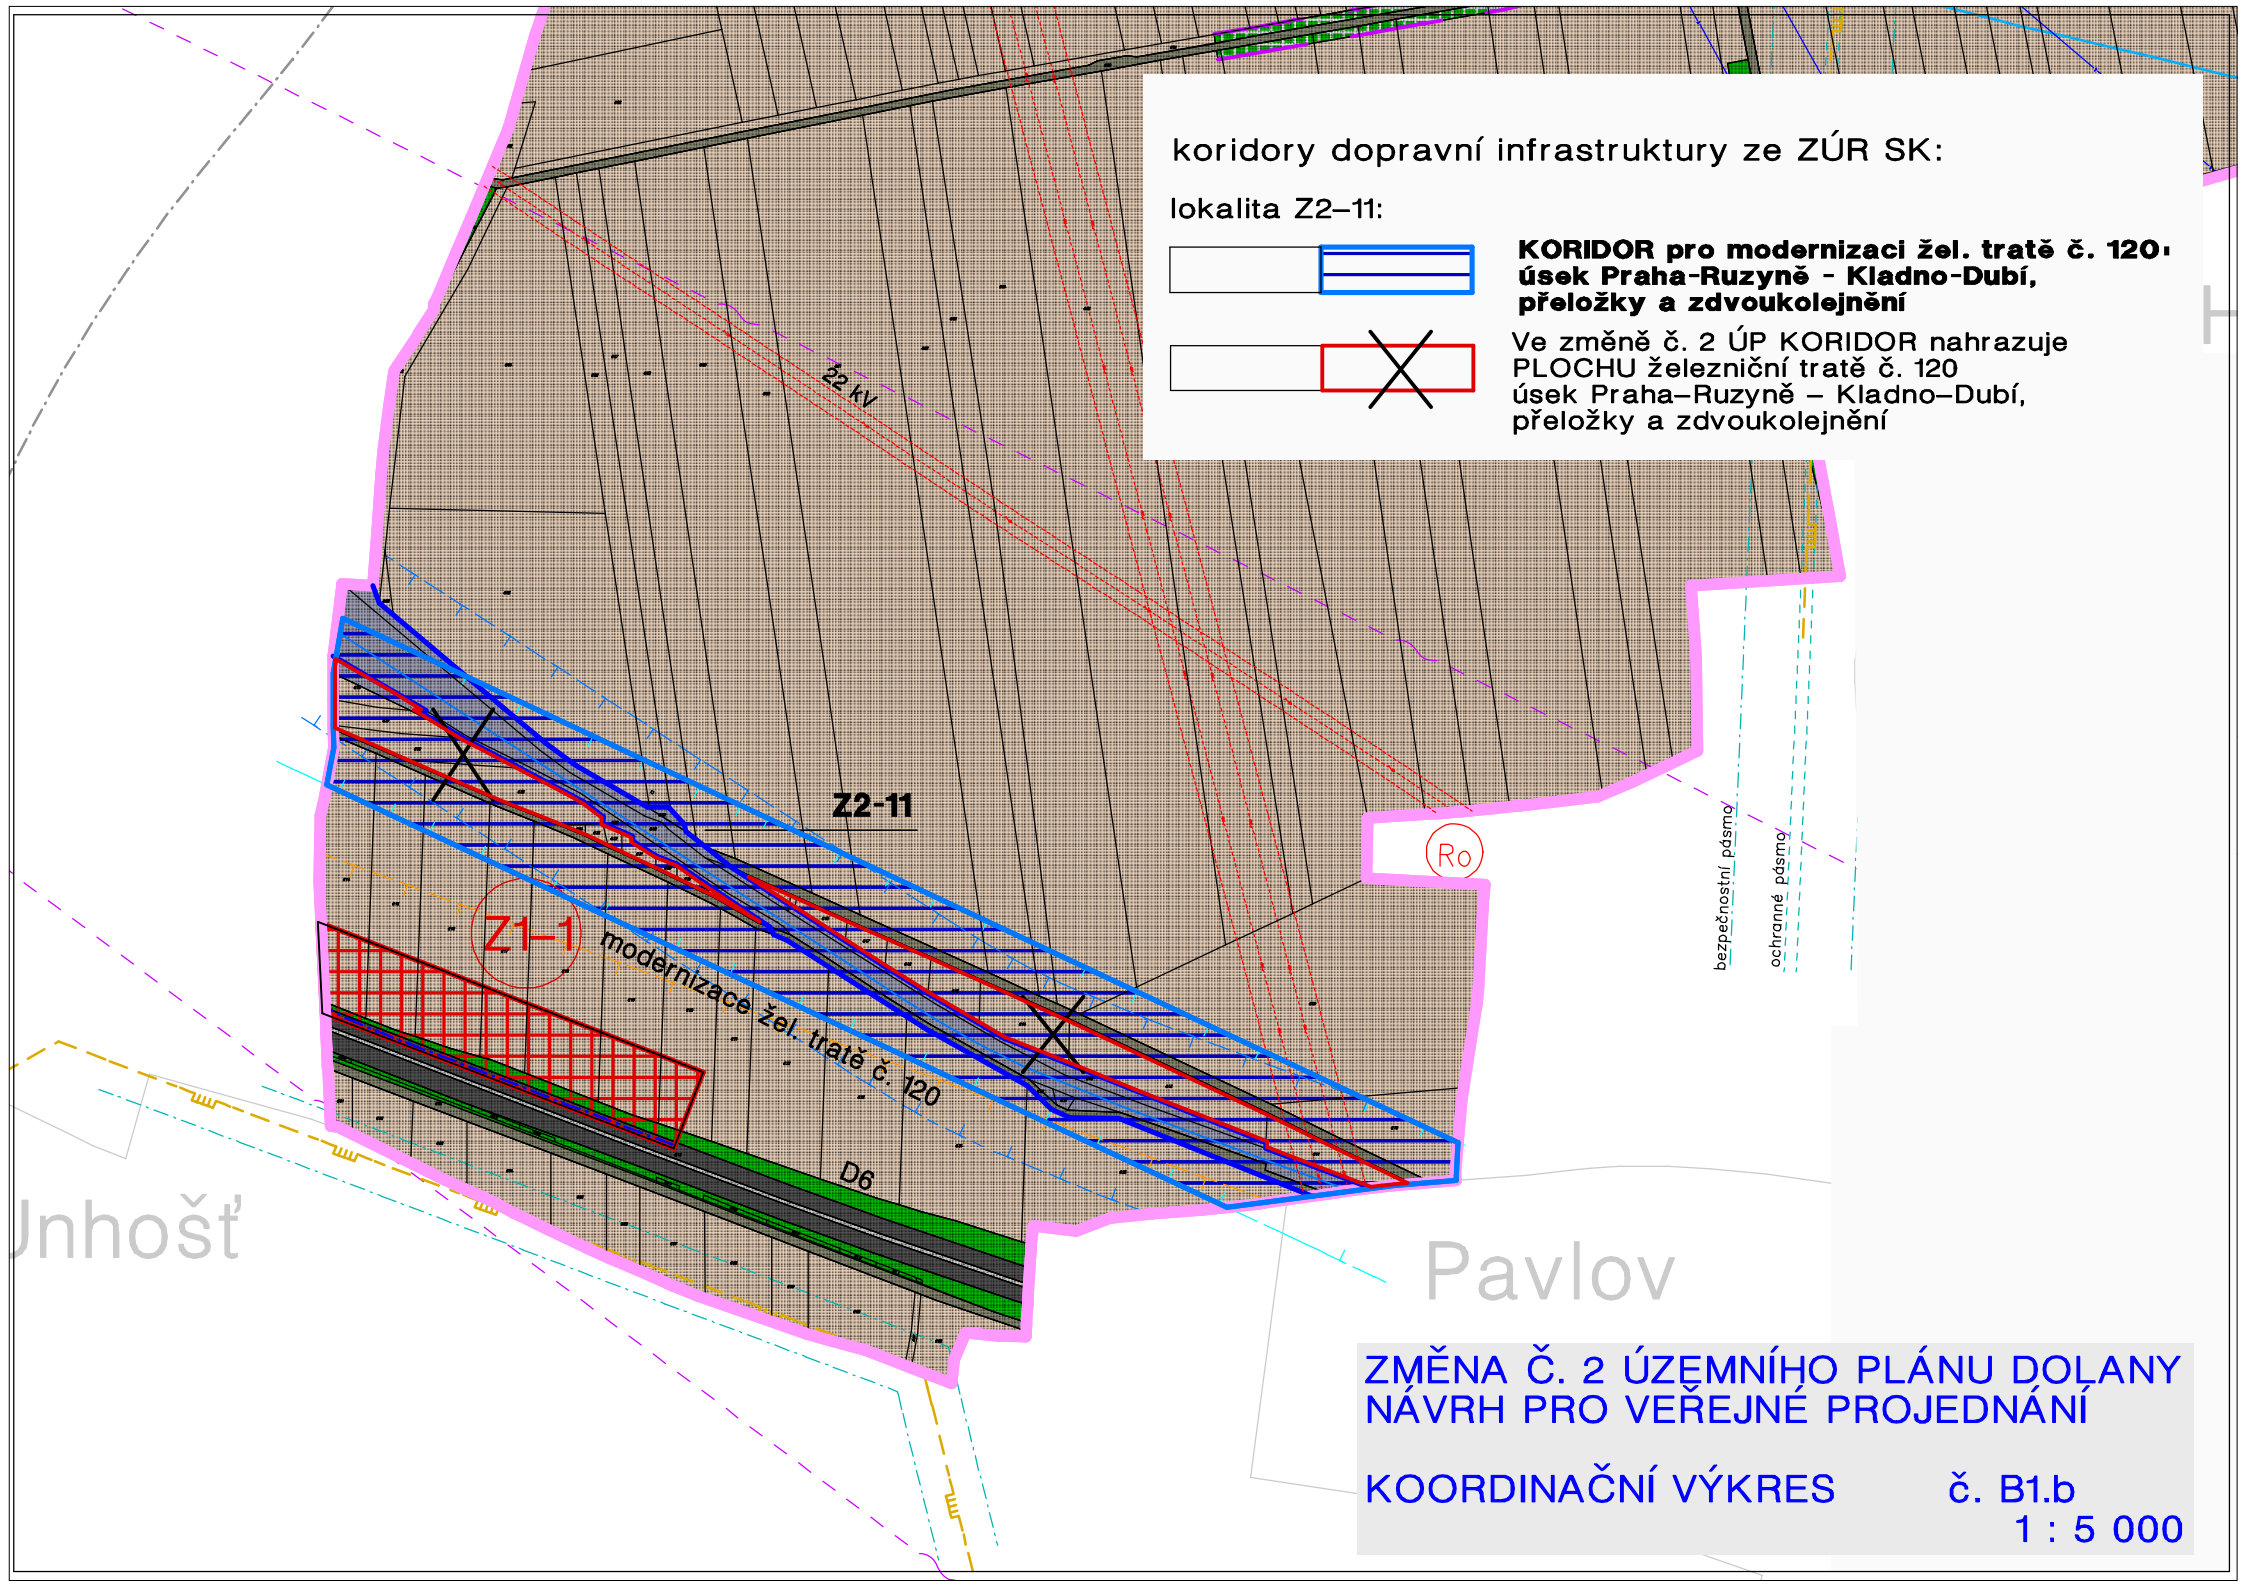 koridory dopravní infrastruktury ze ZÚR SK:
lokalita Z2–11:
KORIDOR pro modernizaci žel. tratě č. 120:
úsek Praha-Ruzyně - Kladno-Dubí,
přeložky a zdvoukolejnění
Ve změně č. 2 ÚP KORIDOR nahrazuje
PLOCHU železniční tratě č. 120
úsek Praha–Ruzyně – Kladno–Dubí,
přeložky a zdvoukolejnění
H
22 kV
Z2-11
Ro
bezpečnostní pásmo
ochranné pásmo
Z1–1
modernizace žel. tratě č. 120
D6
Unhošť
Pavlov
ZMĚNA Č. 2 ÚZEMNÍHO PLÁNU DOLANY
NÁVRH PRO VEŘEJNÉ PROJEDNÁNÍ
KOORDINAČNÍ VÝKRES č. B1.b
1 : 5 000